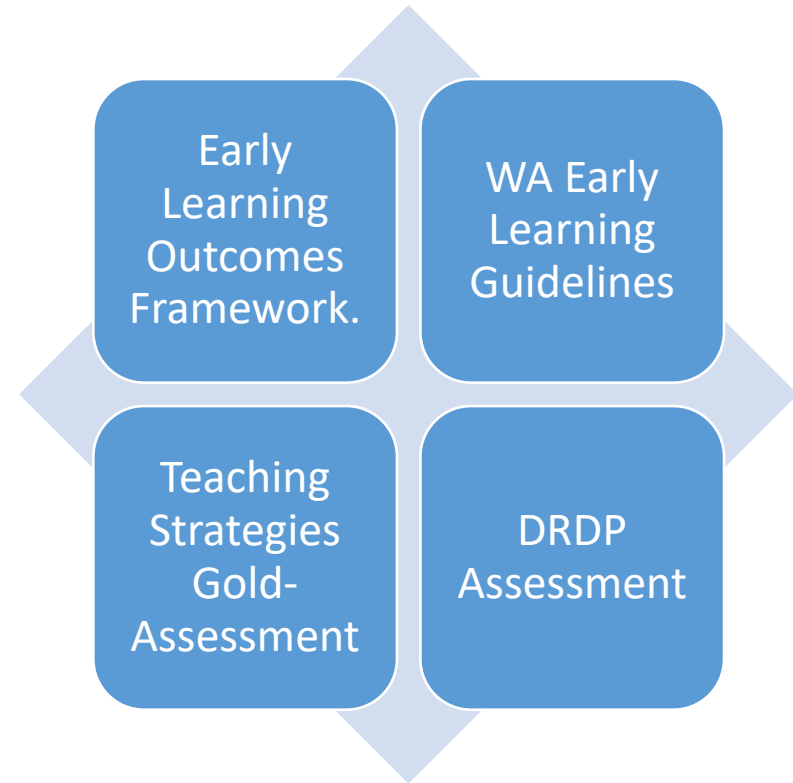 Early
Learning
Outcomes
Framework.
WA Early
Learning
Guidelines
Teaching
Strategies
Gold-
Assessment
DRDP
Assessment